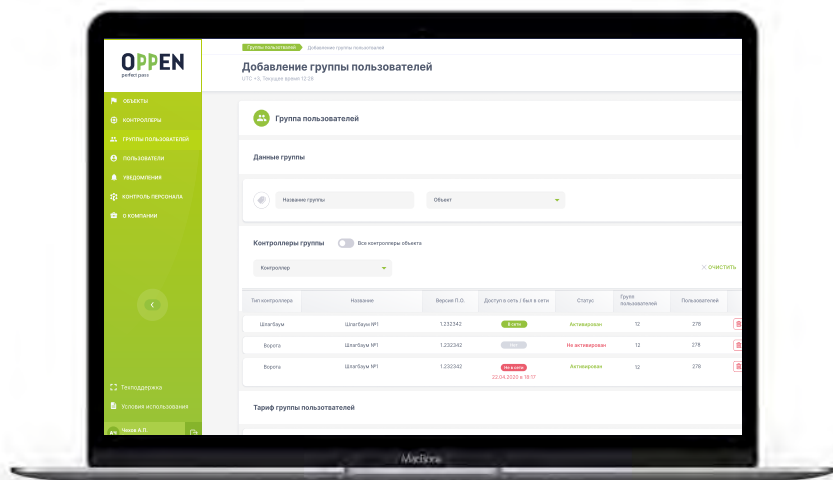 OPPEN
perfect pass
Группы пользователей
Добавление группы пользователей
Добавление группы пользователей
UTC +3, Текущее время 12:28
ОБЪЕКТЫ
КОНТРОЛЛЕРЫ
ГРУППЫ ПОЛЬЗОВАТЕЛЕЙ
ПОЛЬЗОВАТЕЛИ
УВЕДОМЛЕНИЯ
КОНТРОЛЬ ПЕРСОНАЛА
О КОМПАНИИ
Техподдержка
Условия использования
Чехов А.П.
Группа пользователей
Данные группы
Название группы
Объект
Контроллеры группы
Все контроллеры объекта
Контроллер
ОЧИСТИТЬ
Тип контроллера Название Версия П.О. Доступ в сеть / был в сети Статус Групп пользователей Пользователей
Шлагбаум Шлагбаум №1 1.232342 В сети Активирован 12 278
Ворота Шлагбаум №1 1.232342 Не активирован 12 278
Ворота Шлагбаум №1 1.232342 Не в сети Активирован 12 278
22.04.2020 в 18:17
Тариф группы пользотвателей
MacBook